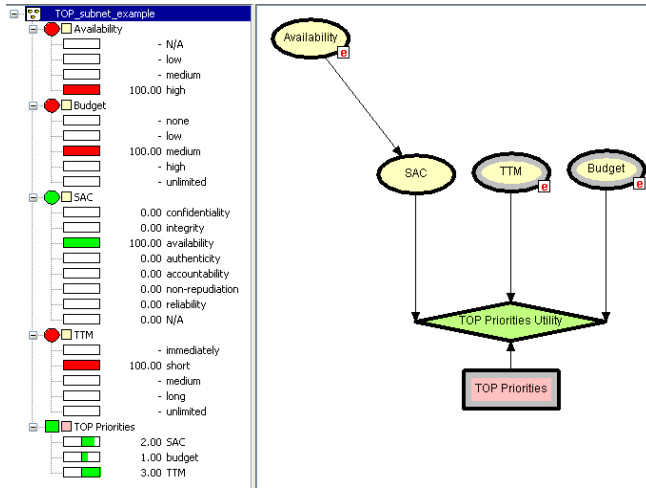 TOP_subnet_example
Availability
- N/A
- low
- medium
100.00 high
Budget
- none
- low
100.00 medium
- high
- unlimited
SAC
0.00 confidentiality
0.00 integrity
100.00 availability
0.00 authenticity
0.00 accountability
0.00 non-repudiation
0.00 reliability
0.00 N/A
TTM
- immediately
100.00 short
- medium
- long
- unlimited
TOP Priorities
2.00 SAC
1.00 budget
3.00 TTM
Availability
e
SAC
TTM
e
Budget
e
TOP Priorities Utility
TOP Priorities